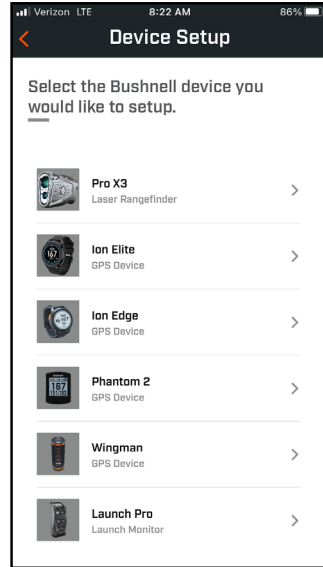 Verizon LTE 8:22 AM 86%
Device Setup
Select the Bushnell device you
would like to setup.
Pro X3
Laser Rangefinder
Ion Elite
GPS Device
Ion Edge
GPS Device
Phantom 2
GPS Device
Wingman
GPS Device
Launch Pro
Launch Monitor